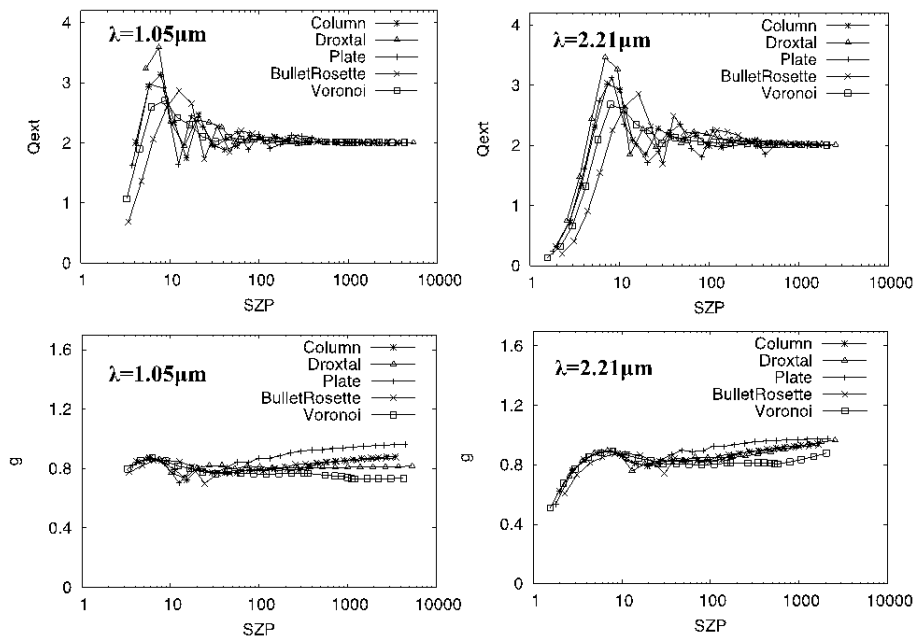 λ=1.05μm
Column
Droxtal
Plate
BulletRosette
Voronoi
Qext
4
3
2
1
0
1 10 100 1000 10000
SZP
λ=2.21μm
Column
Droxtal
Plate
BulletRosette
Voronoi
Qext
4
3
2
1
0
1 10 100 1000 10000
SZP
λ=1.05μm
Column
Droxtal
Plate
BulletRosette
Voronoi
g
1.6
1.2
0.8
0.4
0
1 10 100 1000 10000
SZP
λ=2.21μm
Column
Droxtal
Plate
BulletRosette
Voronoi
g
1.6
1.2
0.8
0.4
0
1 10 100 1000 10000
SZP